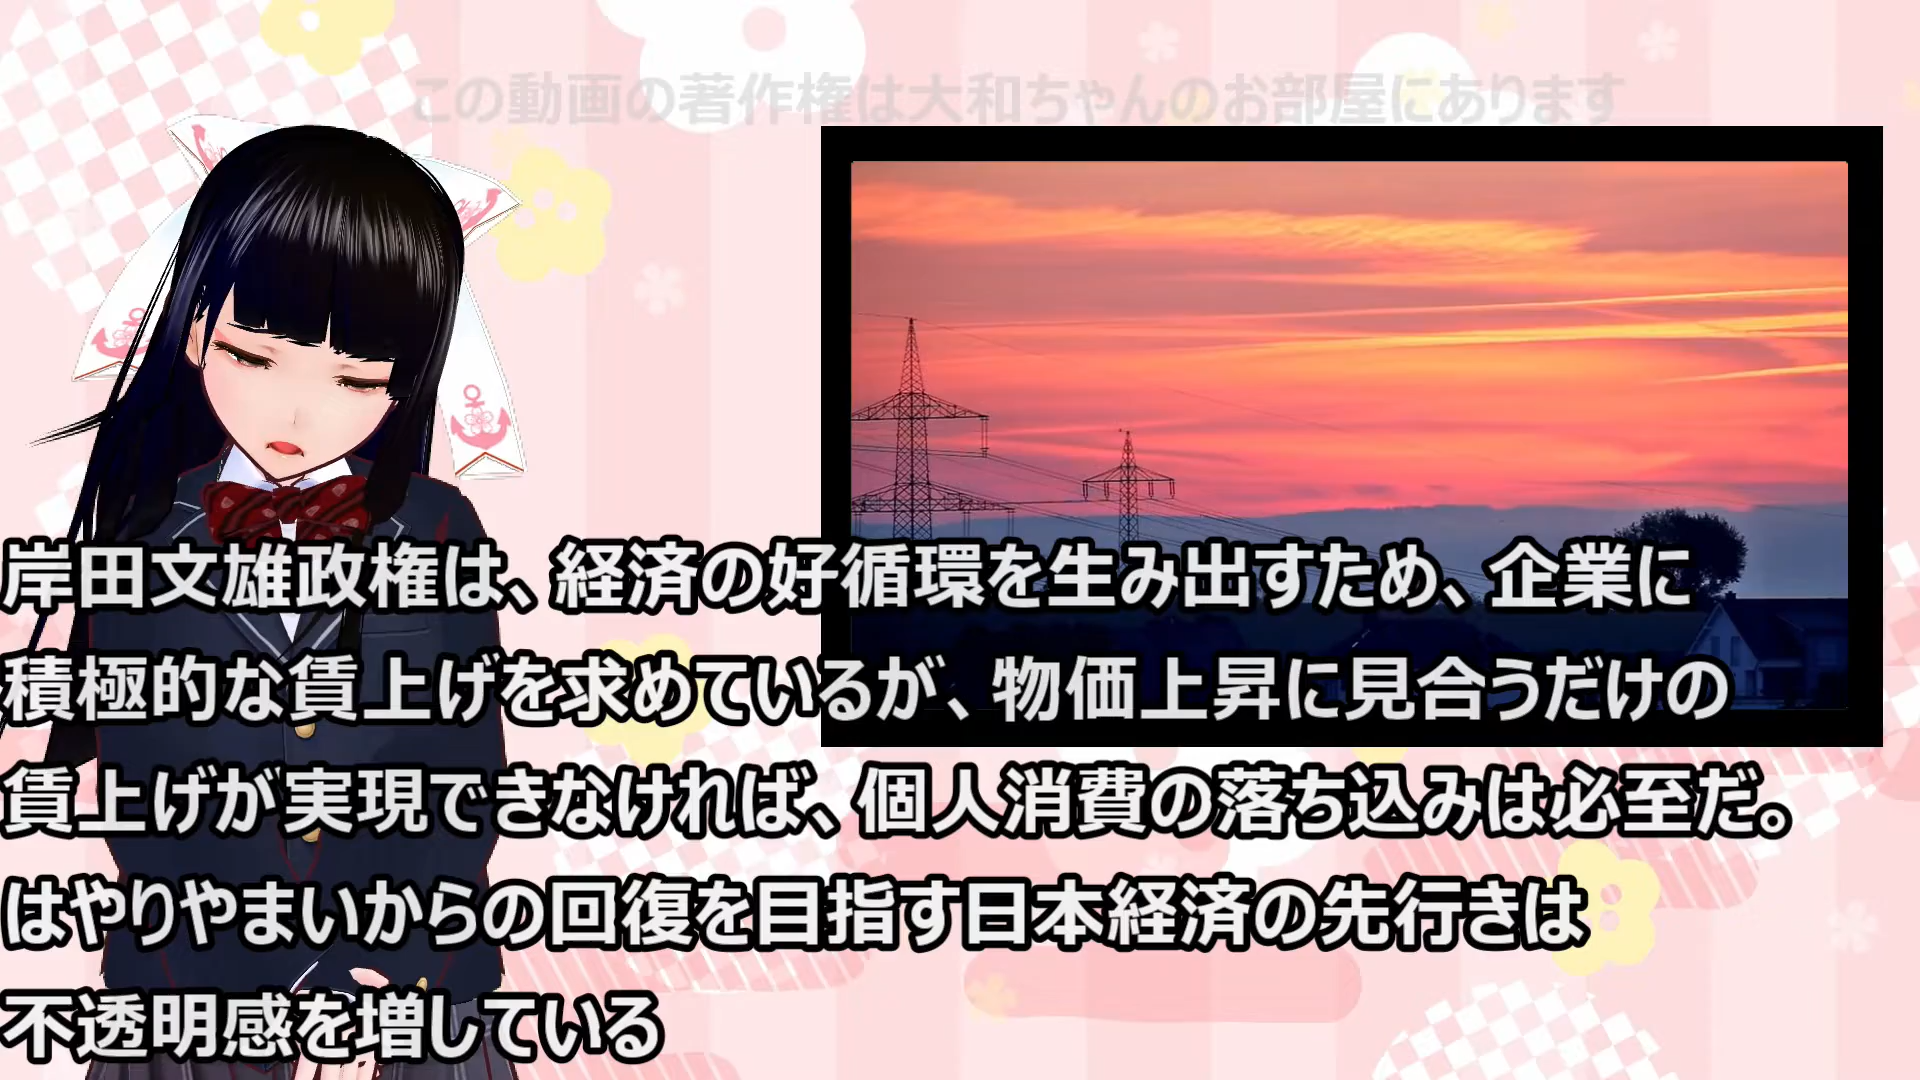 この動画の著作権は大和ちゃんのお部屋にあります
岸田文雄政権は、経済の好循環を生み出すため、企業に
積極的な賃上げを求めているが、物価上昇に見合うだけの
賃上げが実現できなければ、個人消費の落ち込みは必至だ。
はやりやまいからの回復を目指す日本経済の先行きは
不透明感を増している